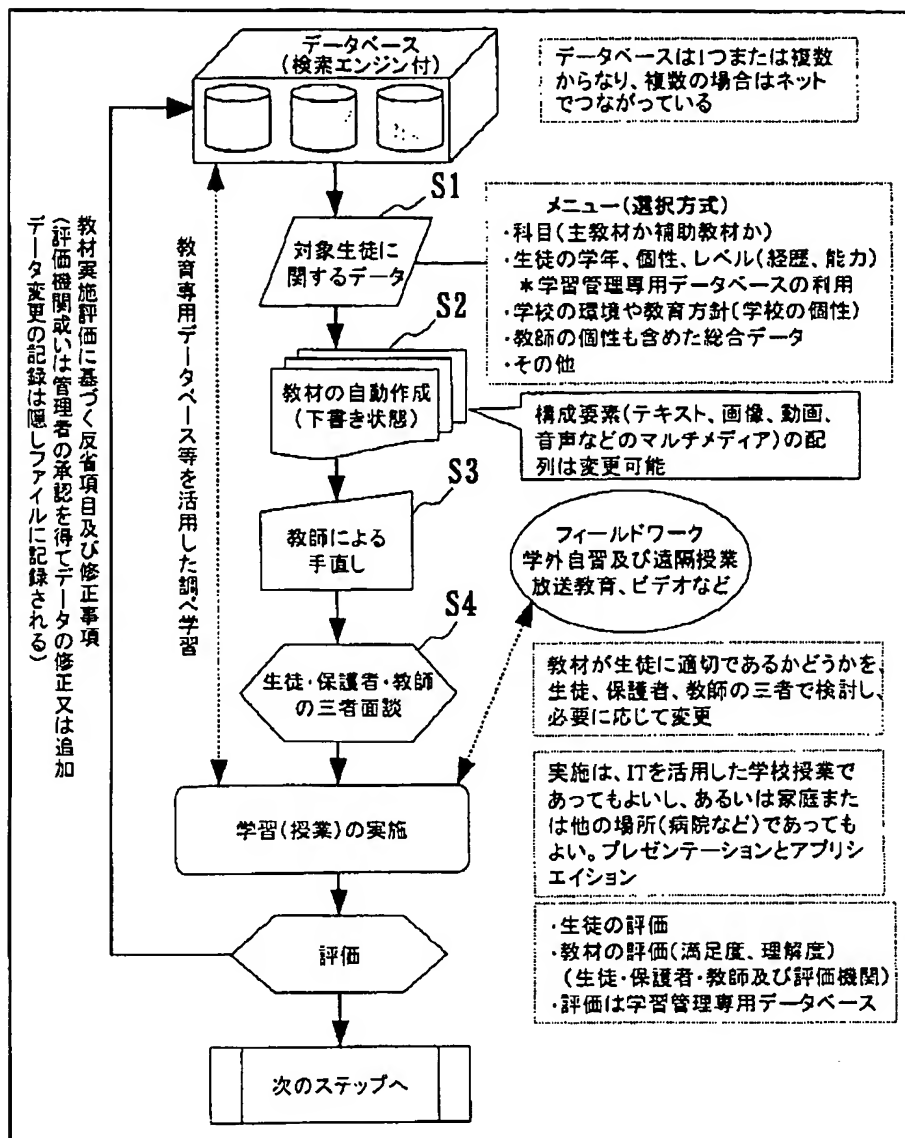 データベース
(検索エンジン付)
データベースは1つまたは複数
からなり、複数の場合はネット
でつながっている
S1
対象生徒に
関するデータ
メニュー(選択方式)
・科目(主教材か補助教材か)
・生徒の学年、個性、レベル(経歴、能力)
＊学習管理専用データベースの利用
・学校の環境や教育方針(学校の個性)
・教師の個性も含めた総合データ
・その他
S2
教材の自動作成
(下書き状態)
構成要素(テキスト、画像、動画、
音声などのマルチメディア)の配
列は変更可能
S3
教師による
手直し
フィールドワーク
学外自習及び遠隔授業
放送教育、ビデオなど
S4
生徒・保護者・教師
の三者面談
教材が生徒に適切であるかどうかを、
生徒、保護者、教師の三者で検討し、
必要に応じて変更
学習(授業)の実施
実施は、ITを活用した学校授業で
あってもよいし、あるいは家庭また
は他の場所(病院など)であっても
よい。プレゼンテーションとアプリシ
エイション
評価
・生徒の評価
・教材の評価(満足度、理解度)
(生徒・保護者・教師及び評価機関)
・評価は学習管理専用データベース
次のステップへ
教育専用データベース等を活用した調べ学習
教材実施評価に基づく反省項目及び修正事項
(評価機関或いは管理者の承認を得てデータの修正又は追加
データ変更の記録は隠しファイルに記録される)